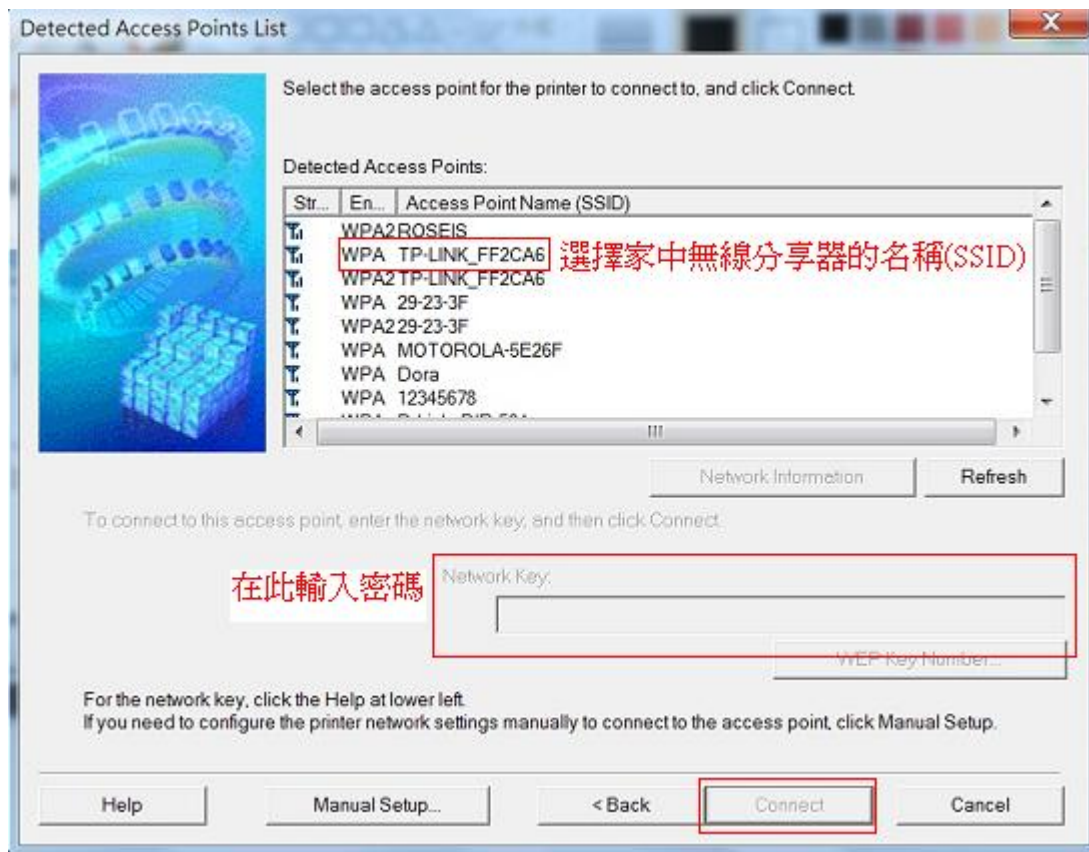 Detected Access Points List
X
Select the access point for the printer to connect to, and click Connect.
Detected Access Points:
Str... En... Access Point Name (SSID)
WPA2 ROSEIS
WPA TP-LINK_FF2CA6 選擇家中無線分享器的名稱(SSID)
WPA2 TP-LINK_FF2CA6
WPA 29-23-3F
WPA2 29-23-3F
WPA MOTOROLA-5E26F
WPA Dora
WPA 12345678
Network Information Refresh
To connect to this access point, enter the network key, and then click Connect.
在此輸入密碼 Network Key:
WEP Key Number...
For the network key, click the Help at lower left.
If you need to configure the printer network settings manually to connect to the access point, click Manual Setup.
Help Manual Setup... < Back Connect Cancel